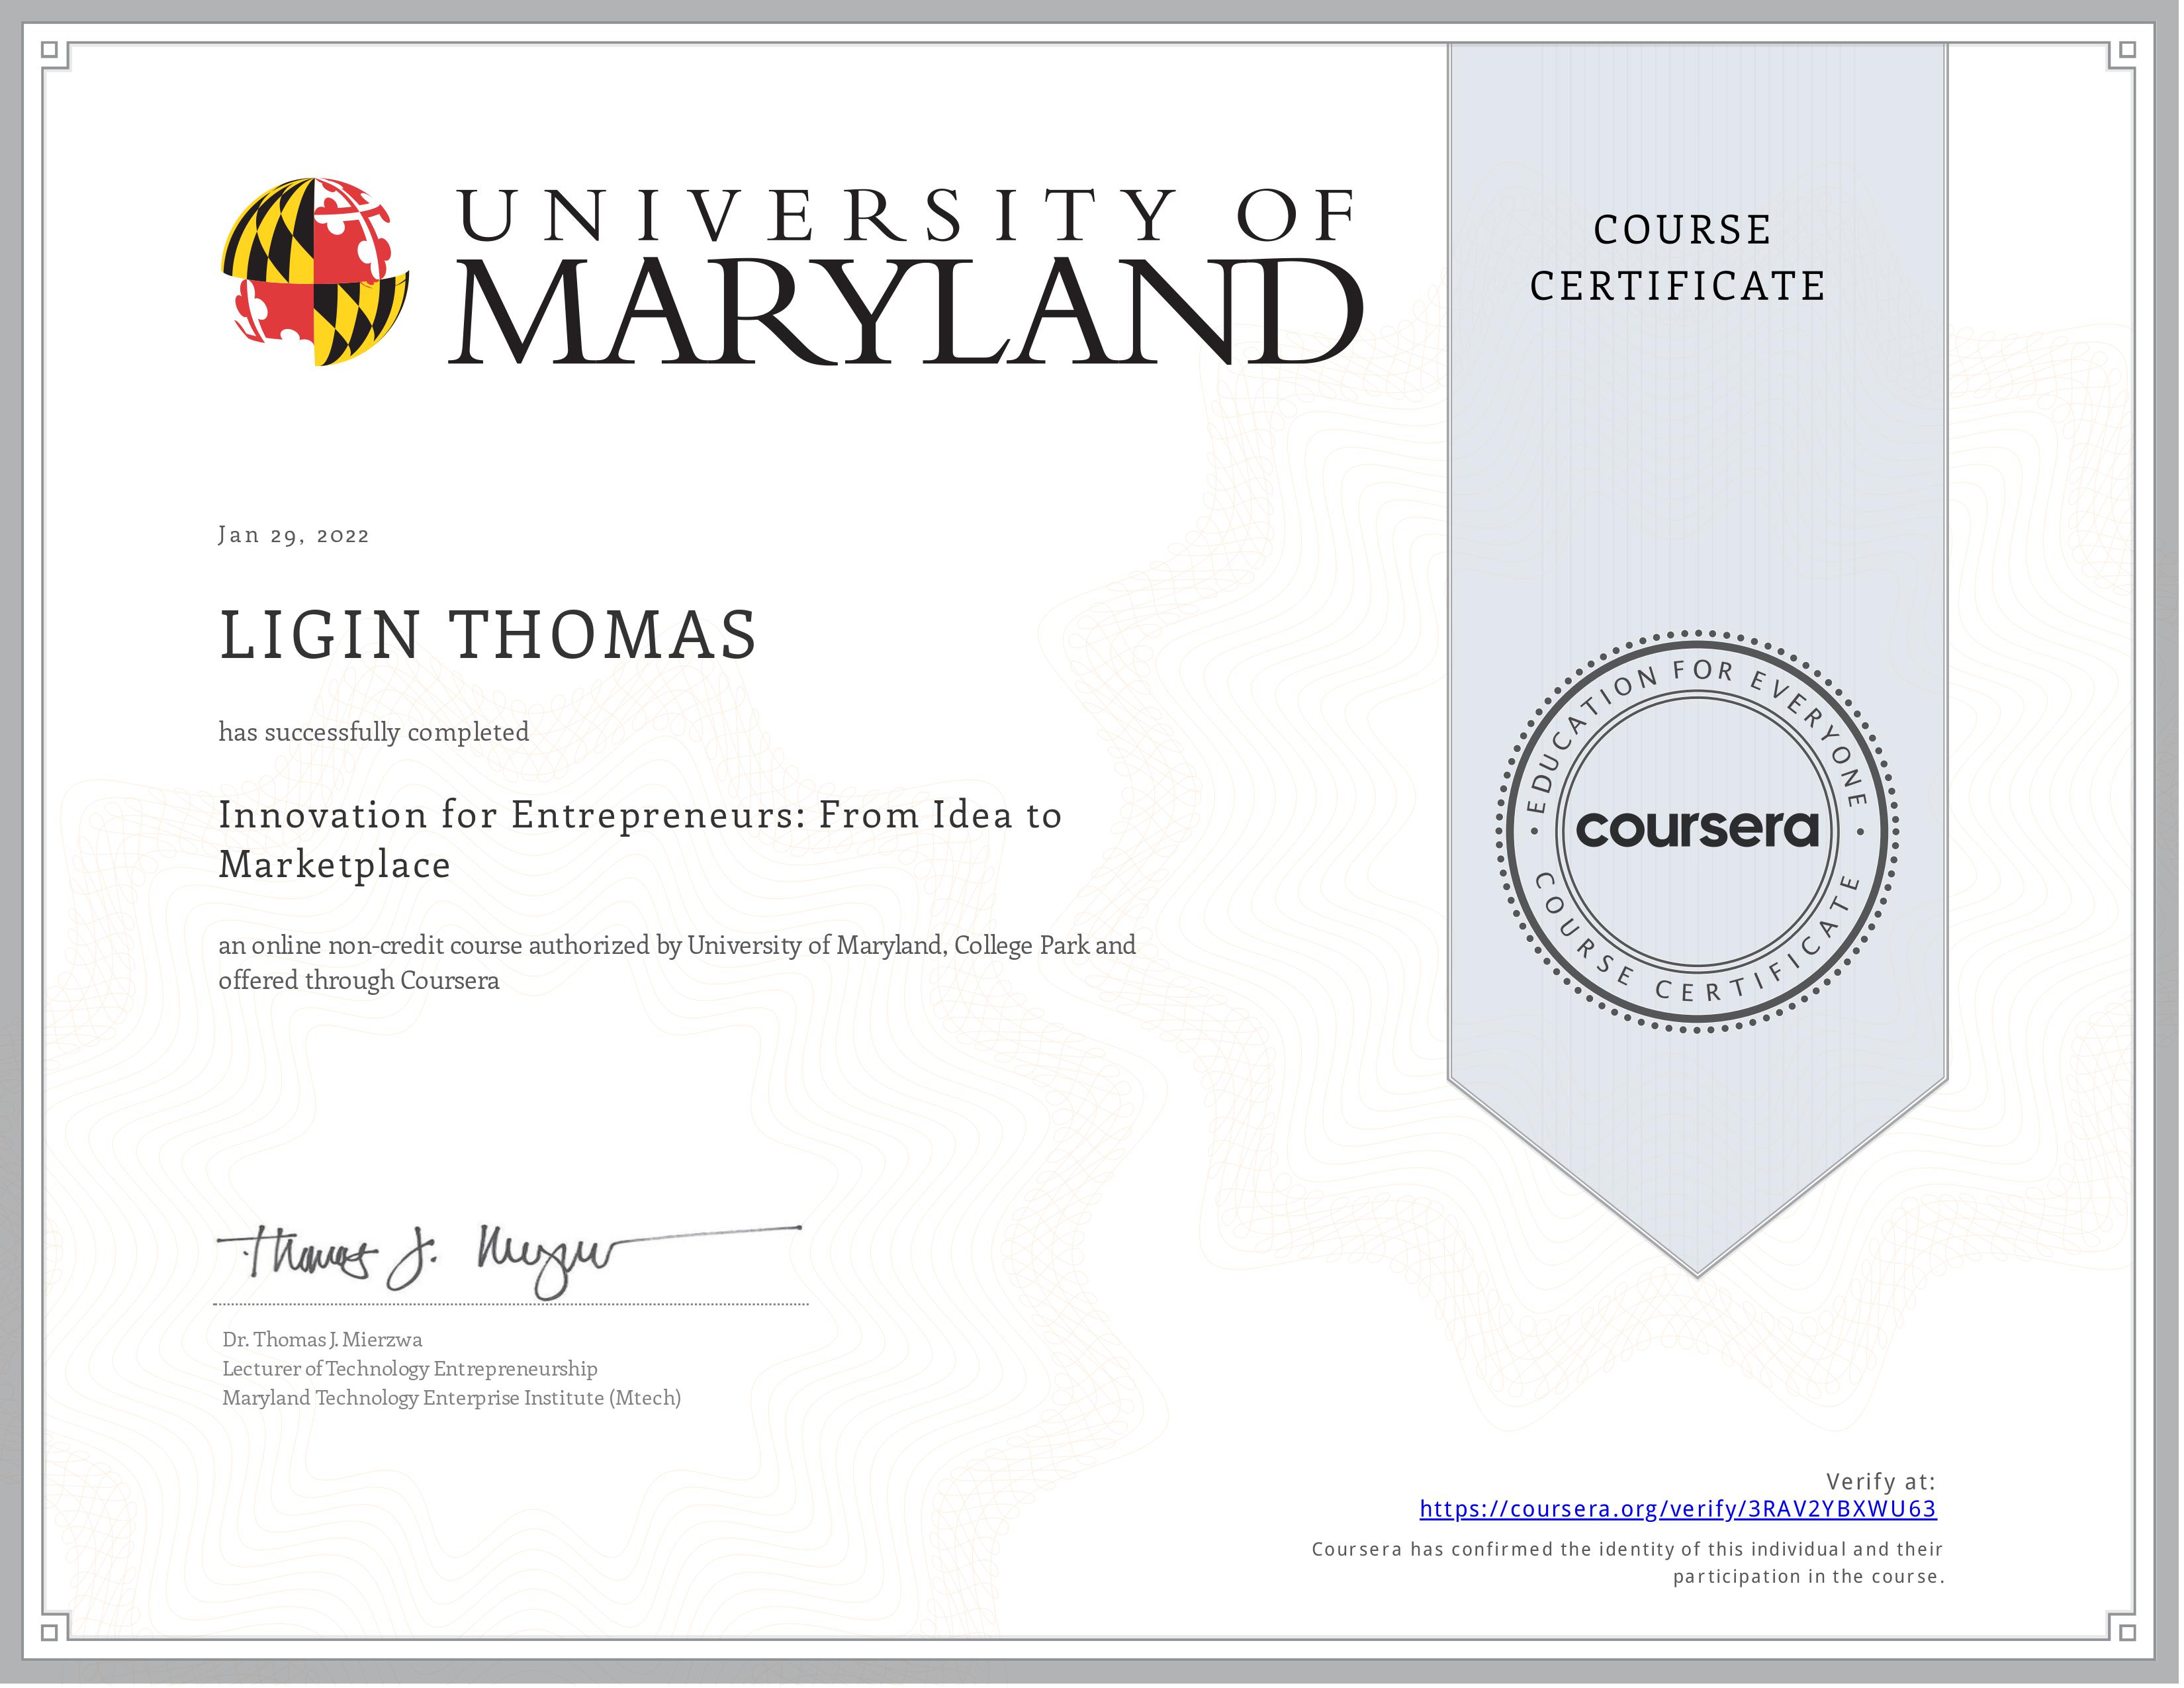 UNIVERSITY OF
MARYLAND
COURSE
CERTIFICATE
Jan 29, 2022
LIGIN THOMAS
has successfully completed
Innovation for Entrepreneurs: From Idea to
Marketplace
an online non-credit course authorized by University of Maryland, College Park and
offered through Coursera
EDUCATION FOR EVERYONE
coursera
COURSE CERTIFICATE
Thomas J.
Dr. Thomas J. Mierzwa
Lecturer of Technology Entrepreneurship
Maryland Technology Enterprise Institute (Mtech)
Verify at:
https://coursera.org/verify/3RAV2YBXWU63
Coursera has confirmed the identity of this individual and their
participation in the course.